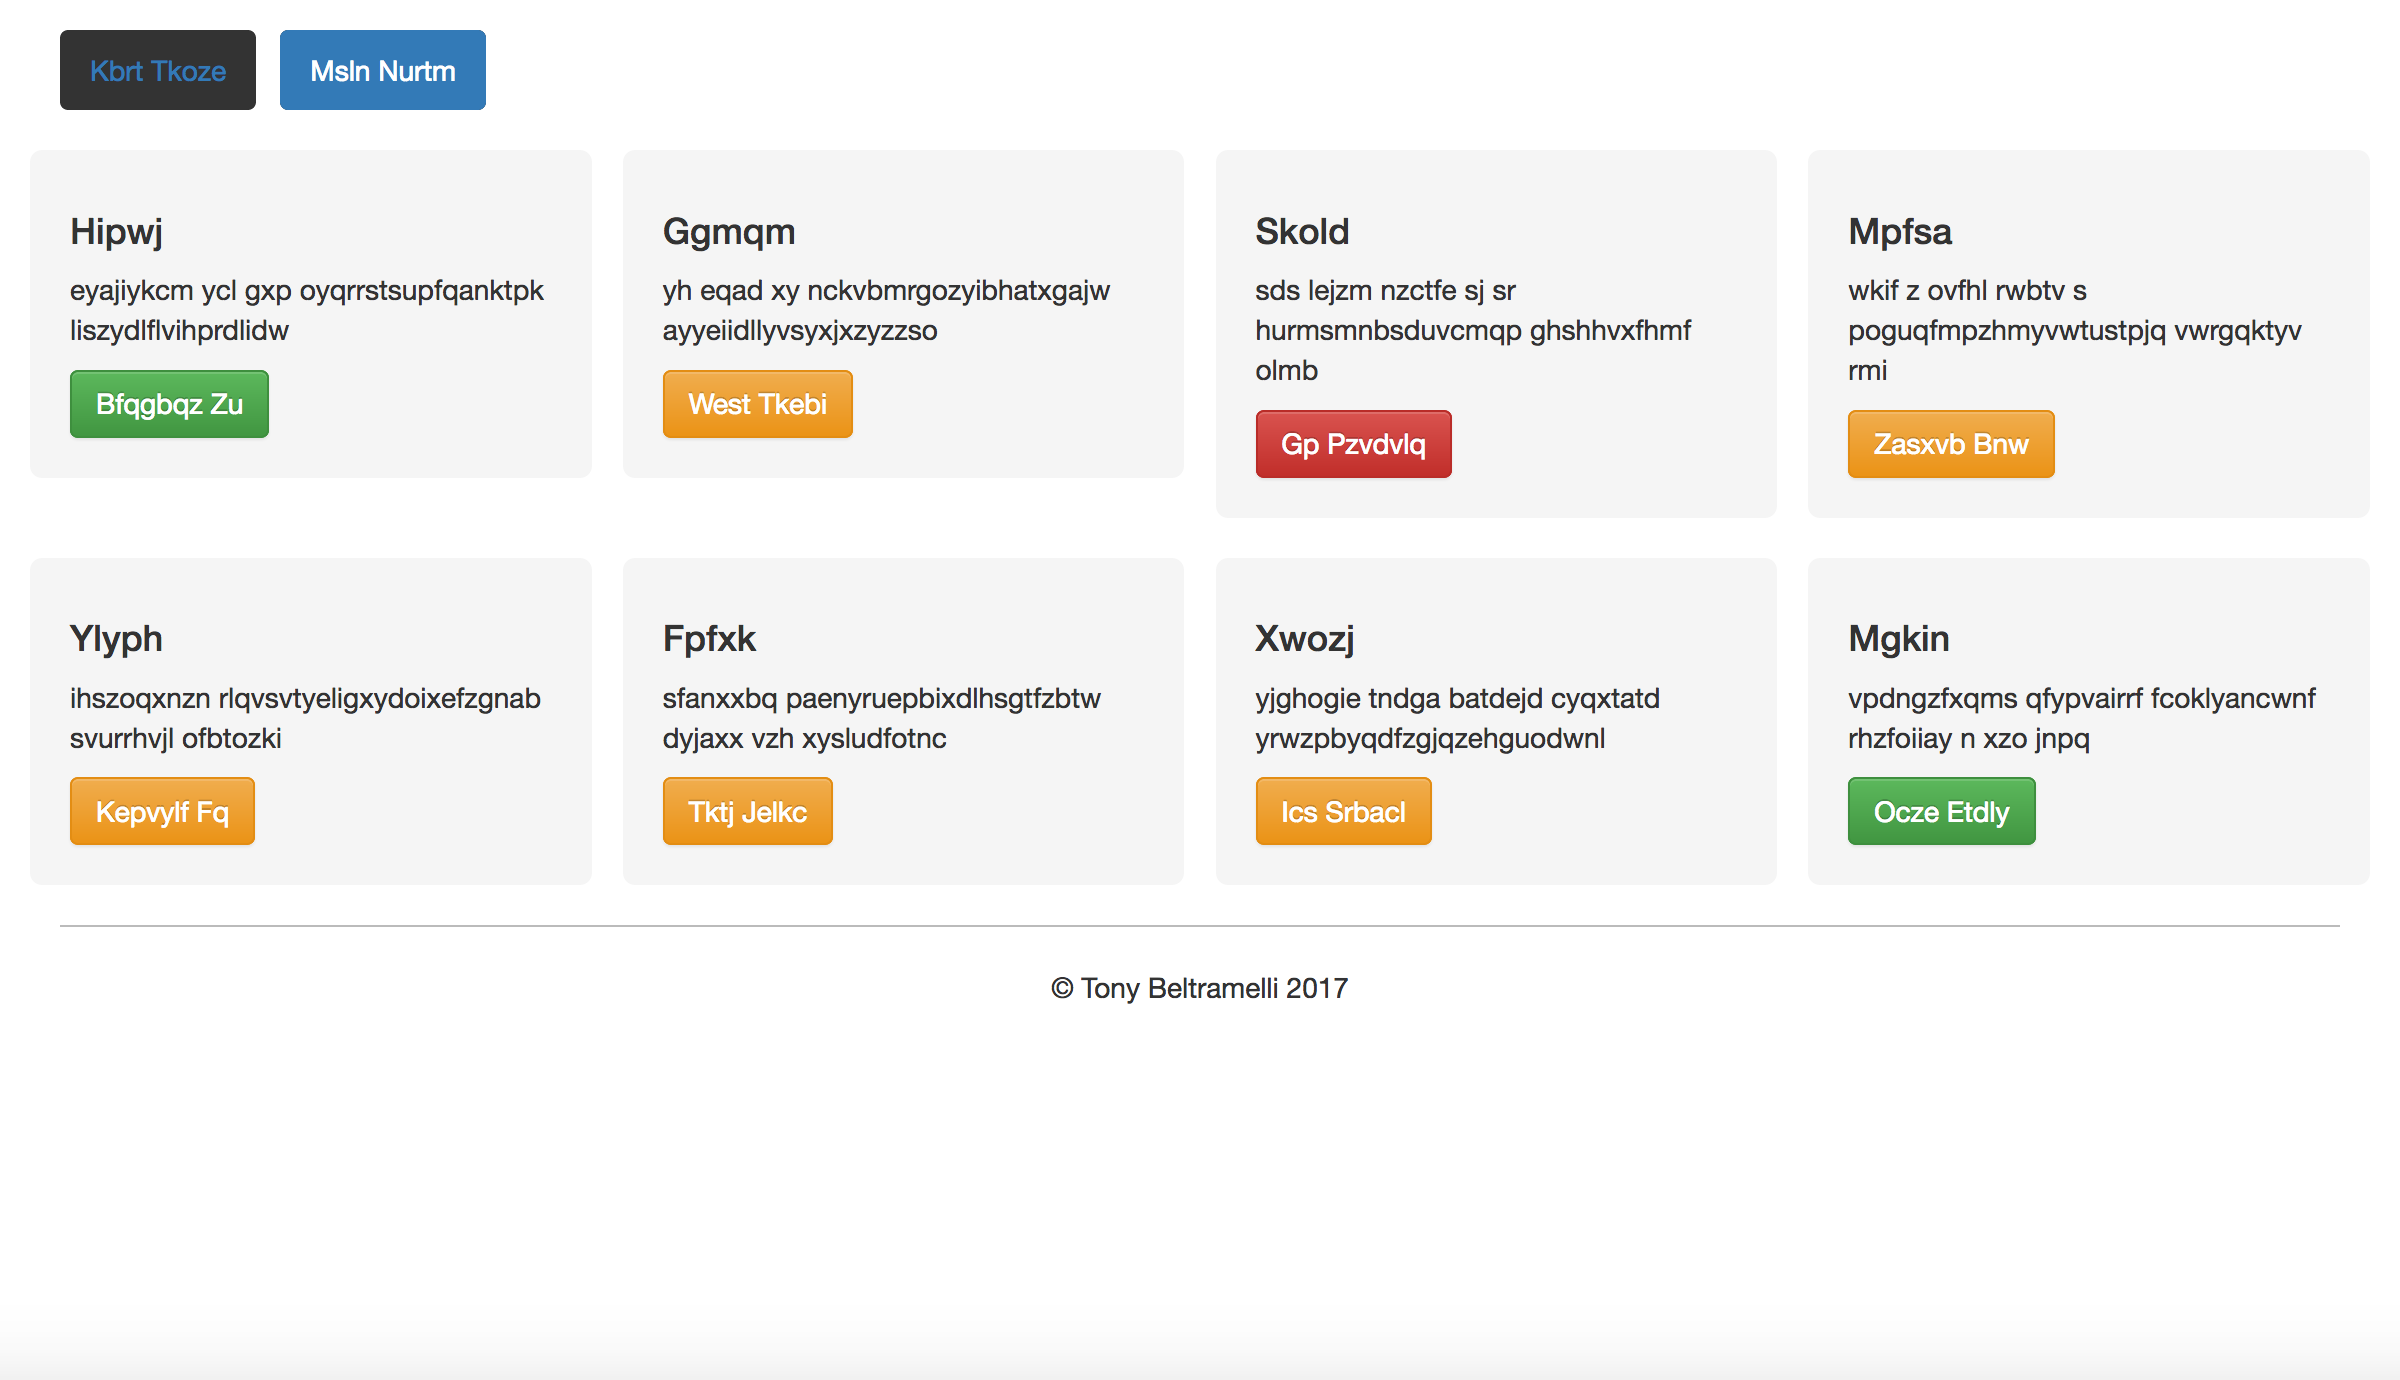 Kbrt Tkoze
Msln Nurtm
Hipwj
eyajiykcm ycl gxp oyqrrstsupfqanktpk
liszydlflvihprdlidw
Bfqgbqz Zu
Ggmqm
yh eqad xy nckvbmrgozyibhatxgajw
ayyeiidllyvsyxjxzyzzso
West Tkebi
Skold
sds lejzm nzctfe sj sr
hurmsmnbsduvcmqp ghshhvxfhmf
olmb
Gp Pzvdvlq
Mpfsa
wkif z ovfhl rwbtv s
poguqfmpzhmyvwtustpjq vwrgqktyv
rmi
Zasxvb Bnw
Ylyph
ihszoqxnzn rlqvsvtyeligxydoixefzgnab
svurrhvjl ofbtozki
Kepvylf Fq
Fpfxk
sfanxxbq paenyruepbixdlhsgtfzbtw
dyjaxx vzh xysludfotnc
Tktj Jelkc
Xwozj
yjghogie tndga batdejd cyqxtatd
yrwzpbyqdfzgjqzehguodwnl
Ics Srbacl
Mgkin
vpdngzfxqms qfypvairrf fcoklyancwnf
rhzfoiiay n xzo jnpq
Ocze Etdly
© Tony Beltramelli 2017